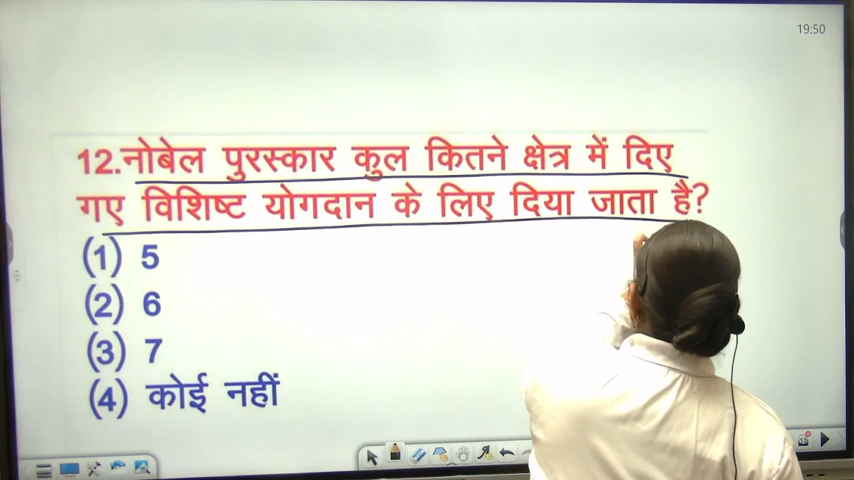 19:50
12.नोबेल पुरस्कार कुल कितने क्षेत्र में दिए
गए विशिष्ट योगदान के लिए दिया जाता है?
(1) 5
(2) 6
(3) 7
(4) कोई नहीं